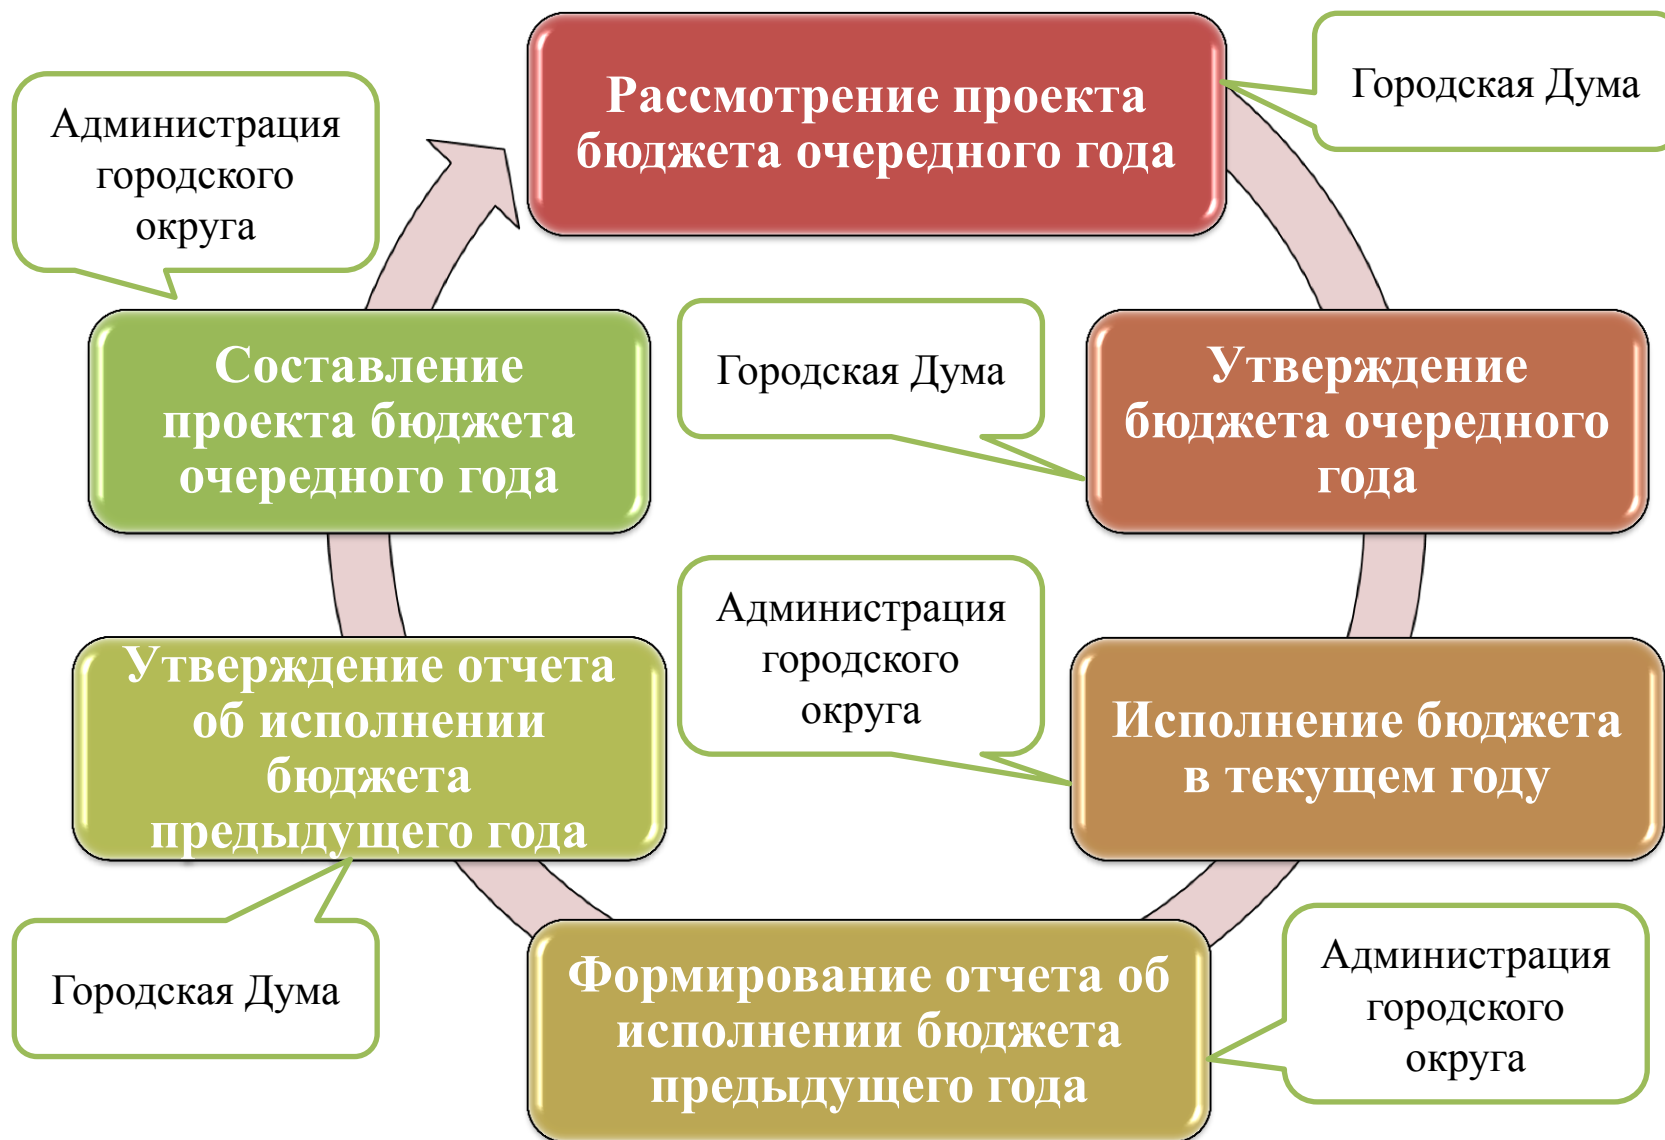 Рассмотрение проекта
бюджета очередного года
Городская Дума
Администрация
городского
округа
Составление
проекта бюджета
очередного года
Городская Дума
Утверждение
бюджета очередного
года
Администрация
городского
округа
Исполнение бюджета
в текущем году
Утверждение отчета
об исполнении
бюджета
предыдущего года
Городская Дума
Формирование отчета об
исполнении бюджета
предыдущего года
Администрация
городского
округа